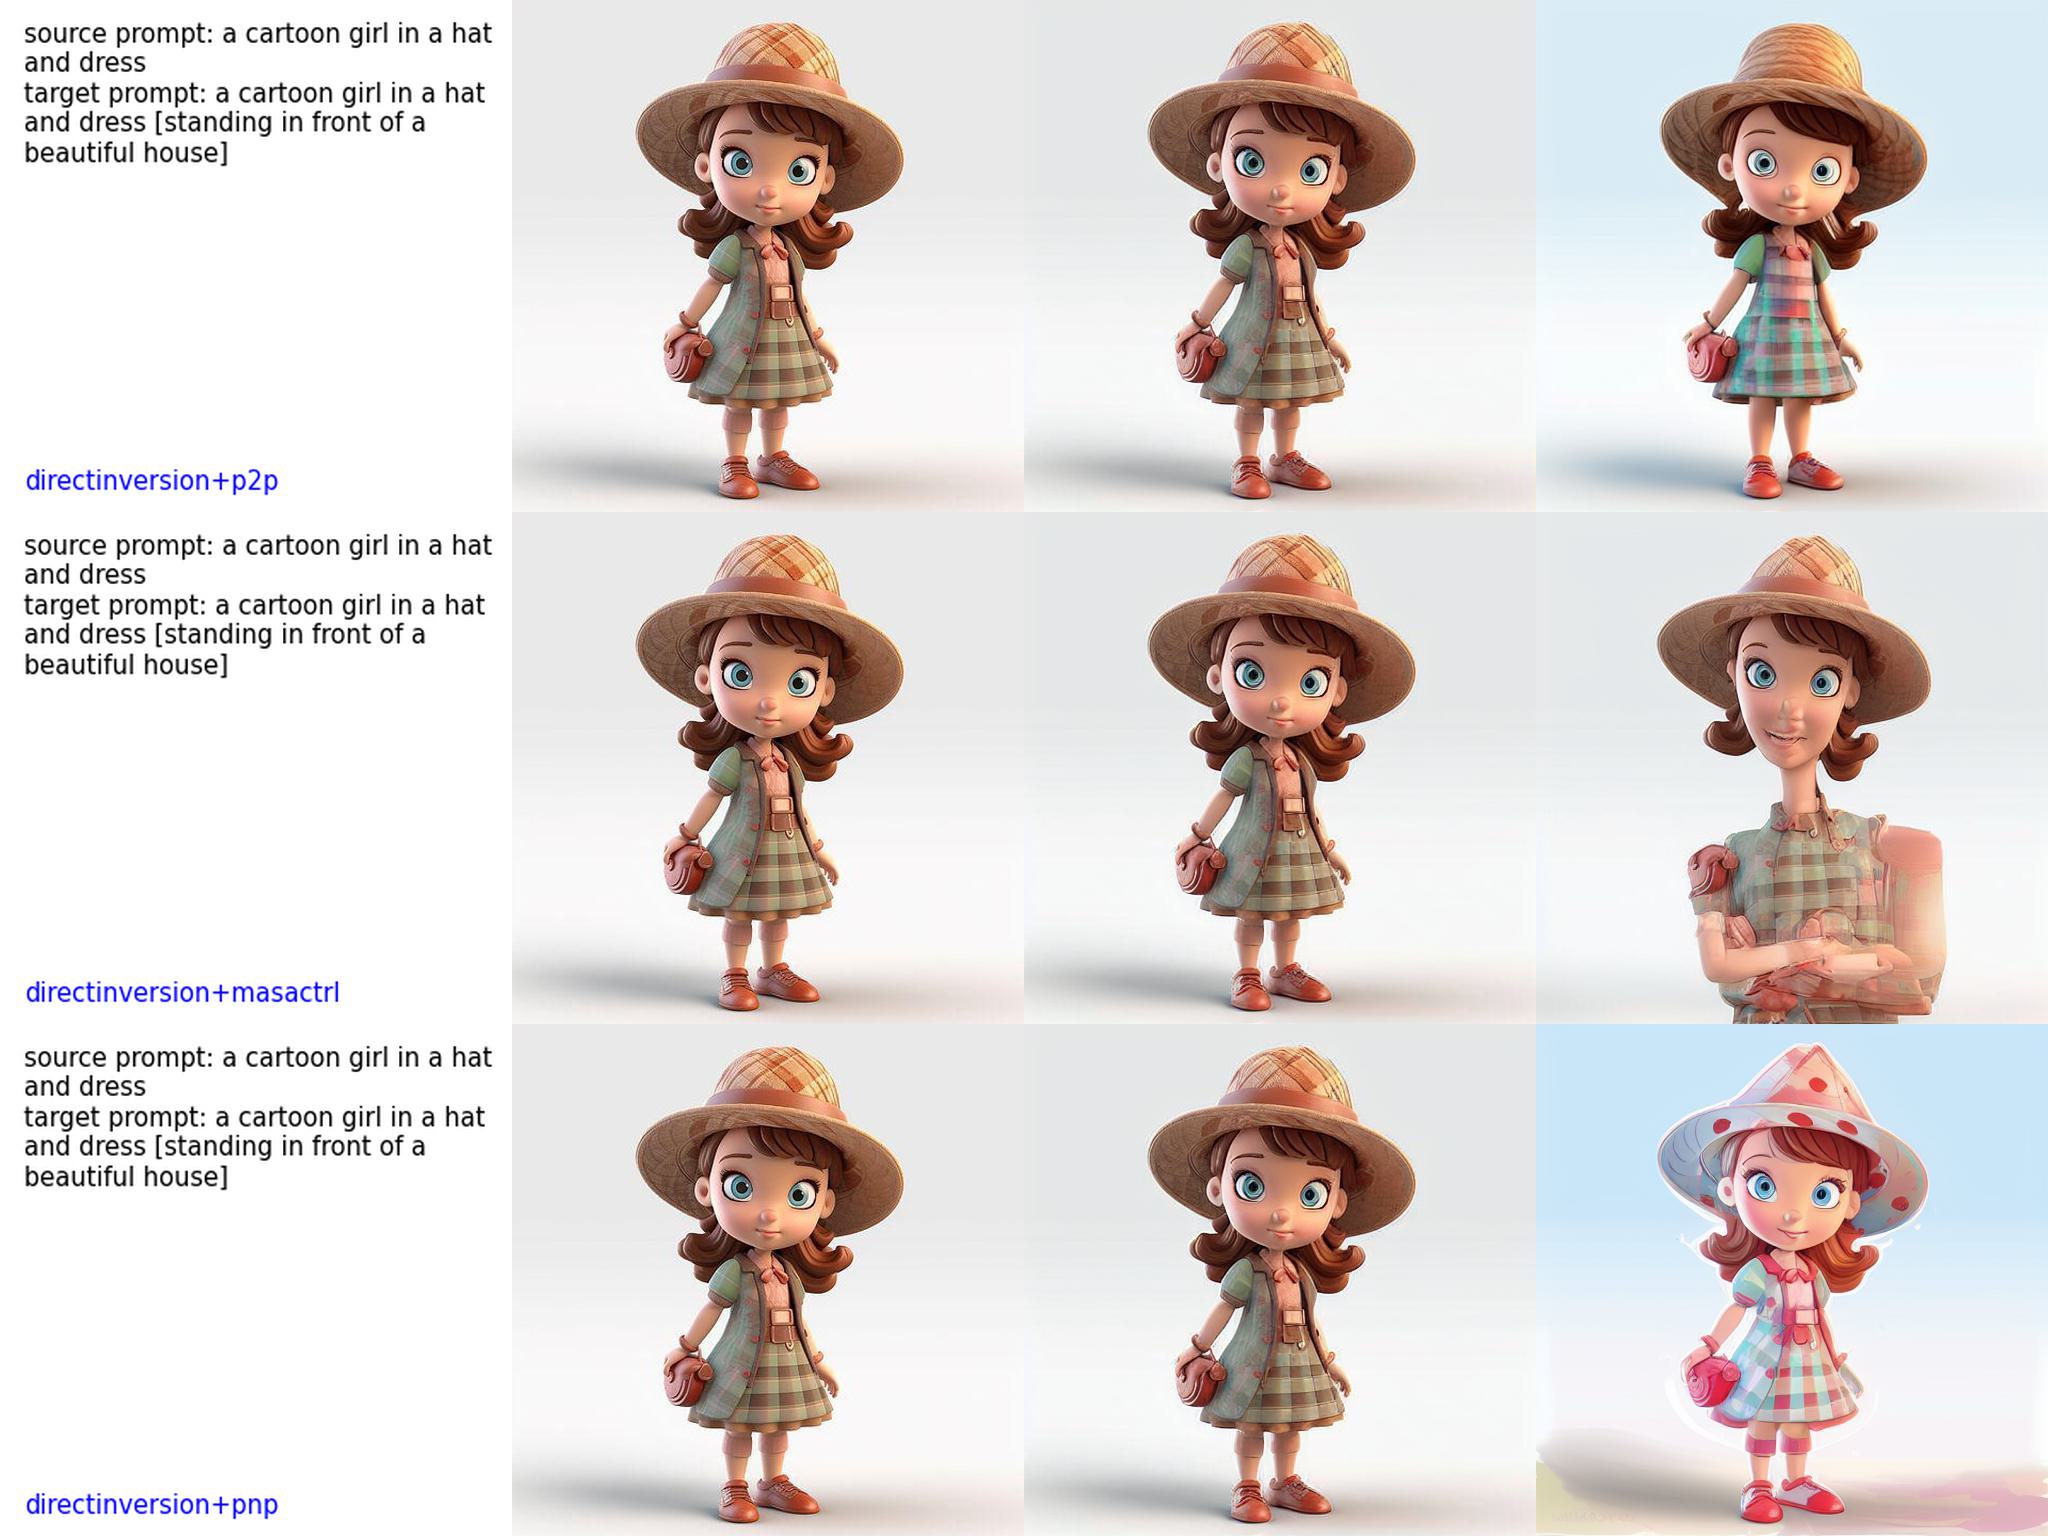 source prompt: a cartoon girl in a hat
and dress
target prompt: a cartoon girl in a hat
and dress [standing in front of a
beautiful house]
directinversion+p2p
source prompt: a cartoon girl in a hat
and dress
target prompt: a cartoon girl in a hat
and dress [standing in front of a
beautiful house]
directinversion+masactrl
source prompt: a cartoon girl in a hat
and dress
target prompt: a cartoon girl in a hat
and dress [standing in front of a
beautiful house]
directinversion+pnp